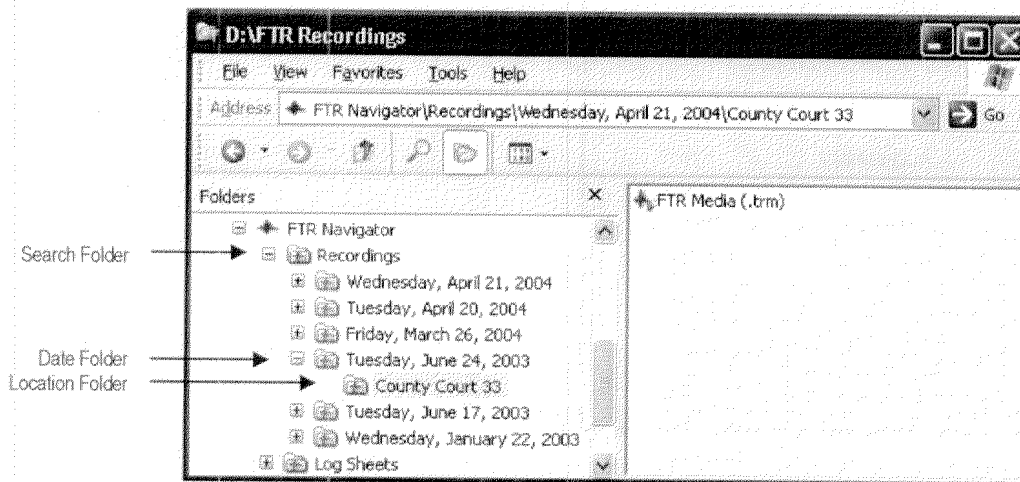 D:\FTR Recordings
File View Favorites Tools Help
Address FTR Navigator\Recordings\Wednesday, April 21, 2004\County Court 33 Go
Folders
FTR Media (.trm)
FTR Navigator
Search Folder
Recordings
Wednesday, April 21, 2004
Tuesday, April 20, 2004
Friday, March 26, 2004
Date Folder
Tuesday, June 24, 2003
Location Folder
County Court 33
Tuesday, June 17, 2003
Wednesday, January 22, 2003
Log Sheets